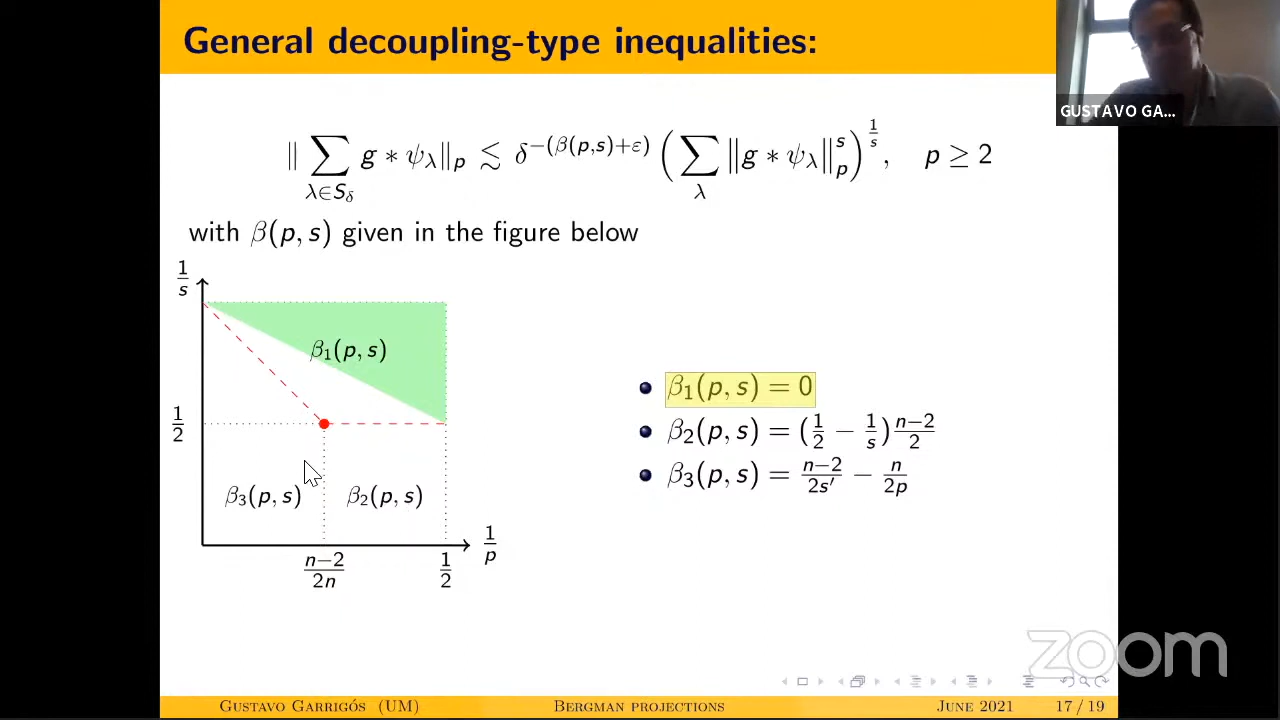 General decoupling-type inequalities:
GUSTAVO GA...
‖ ∑_{λ∈S_δ} g ∗ ψ_λ‖_p ≲ δ^{−(β(p,s)+ε)} ( ∑_λ ‖g ∗ ψ_λ‖_p^s )^{1/s}, p ≥ 2
with β(p, s) given in the figure below
1/s
β₁(p, s)
1/2
β₃(p, s) β₂(p, s)
1/p
n−2/2n 1/2
• β₁(p, s) = 0
• β₂(p, s) = (1/2 − 1/s) n−2/2
• β₃(p, s) = n−2/2s′ − n/2p
zoom
GUSTAVO GARRIGÓS (UM) BERGMAN PROJECTIONS JUNE 2021 17 / 19